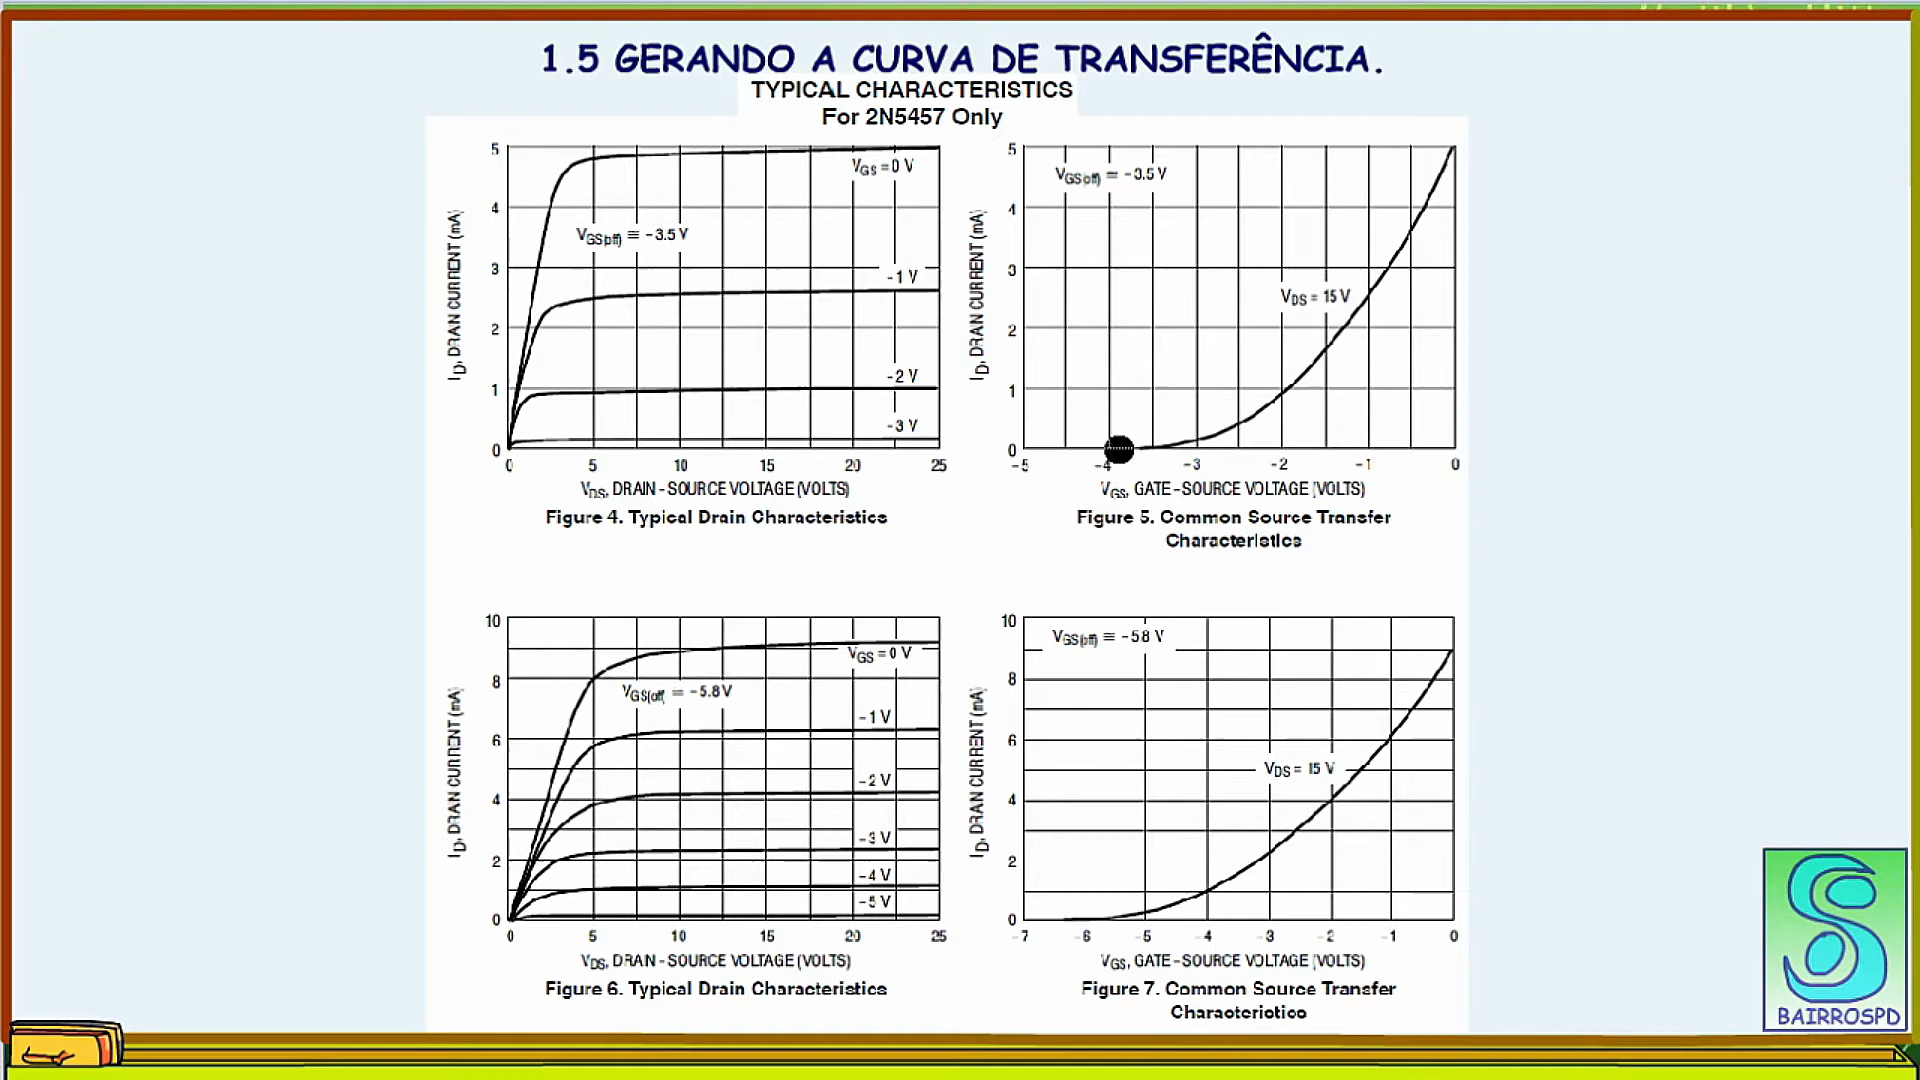 1.5 GERANDO A CURVA DE TRANSFERÊNCIA.
TYPICAL CHARACTERISTICS
For 2N5457 Only
5
4
3
2
1
0
ID, DRAIN CURRENT (mA)
VGS = 0 V
VGS(off) ≅ -3.5 V
-1 V
-2 V
-3 V
0 5 10 15 20 25
VDS, DRAIN - SOURCE VOLTAGE (VOLTS)
Figure 4. Typical Drain Characteristics
5
4
3
2
1
0
ID, DRAIN CURRENT (mA)
VGS(off) ≅ -3.5 V
VDS = 15 V
-5 -4 -3 -2 -1 0
VGS, GATE-SOURCE VOLTAGE (VOLTS)
Figure 5. Common Source Transfer
Characteristics
10
8
6
4
2
0
ID, DRAIN CURRENT (mA)
VGS = 0 V
VGS(off) ≅ -5.8 V
-1 V
-2 V
-3 V
-4 V
-5 V
0 5 10 15 20 25
VDS, DRAIN - SOURCE VOLTAGE (VOLTS)
Figure 6. Typical Drain Characteristics
10
8
6
4
2
0
ID, DRAIN CURRENT (mA)
VGS(off) ≅ -5.8 V
VDS = 15 V
-7 -6 -5 -4 -3 -2 -1 0
VGS, GATE-SOURCE VOLTAGE (VOLTS)
Figure 7. Common Source Transfer
Characteristics
BAIRROSPD